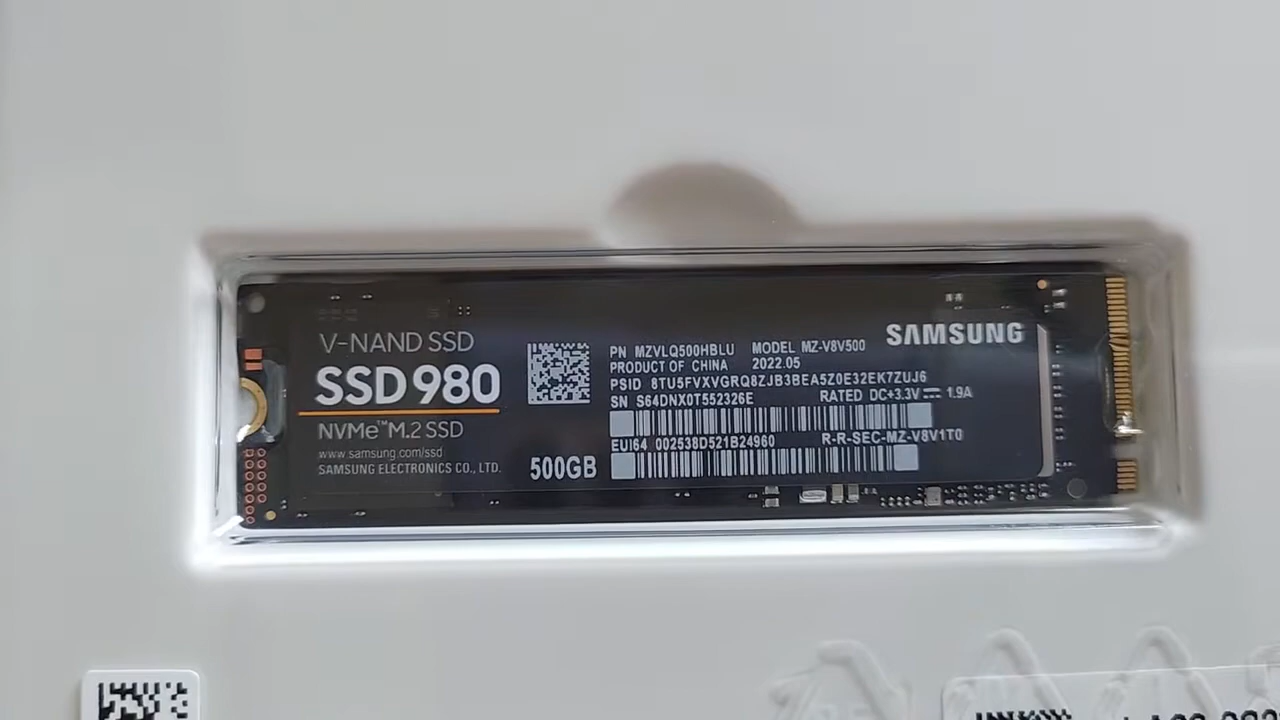 V-NAND SSD
SSD 980
NVMe™ M.2 SSD
www.samsung.com/ssd
SAMSUNG ELECTRONICS CO., LTD.
500GB
SAMSUNG
PN MZVLQ500HBLU MODEL MZ-V8V500
PRODUCT OF CHINA 2022.05
PSID 8TU5FVXVGRQ8ZJB3BEA5Z0E32EK7ZUJ6
SN S64DNX0T552326E RATED DC+3.3V⎓ 1.9A
EUI64 002538D521B24960 R-R-SEC-MZ-V8V1T0